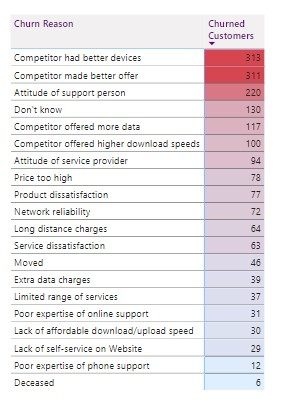 Churn Reason Churned
Customers
Competitor had better devices 313
Competitor made better offer 311
Attitude of support person 220
Don't know 130
Competitor offered more data 117
Competitor offered higher download speeds 100
Attitude of service provider 94
Price too high 78
Product dissatisfaction 77
Network reliability 72
Long distance charges 64
Service dissatisfaction 63
Moved 46
Extra data charges 39
Limited range of services 37
Poor expertise of online support 31
Lack of affordable download/upload speed 30
Lack of self-service on Website 29
Poor expertise of phone support 12
Deceased 6